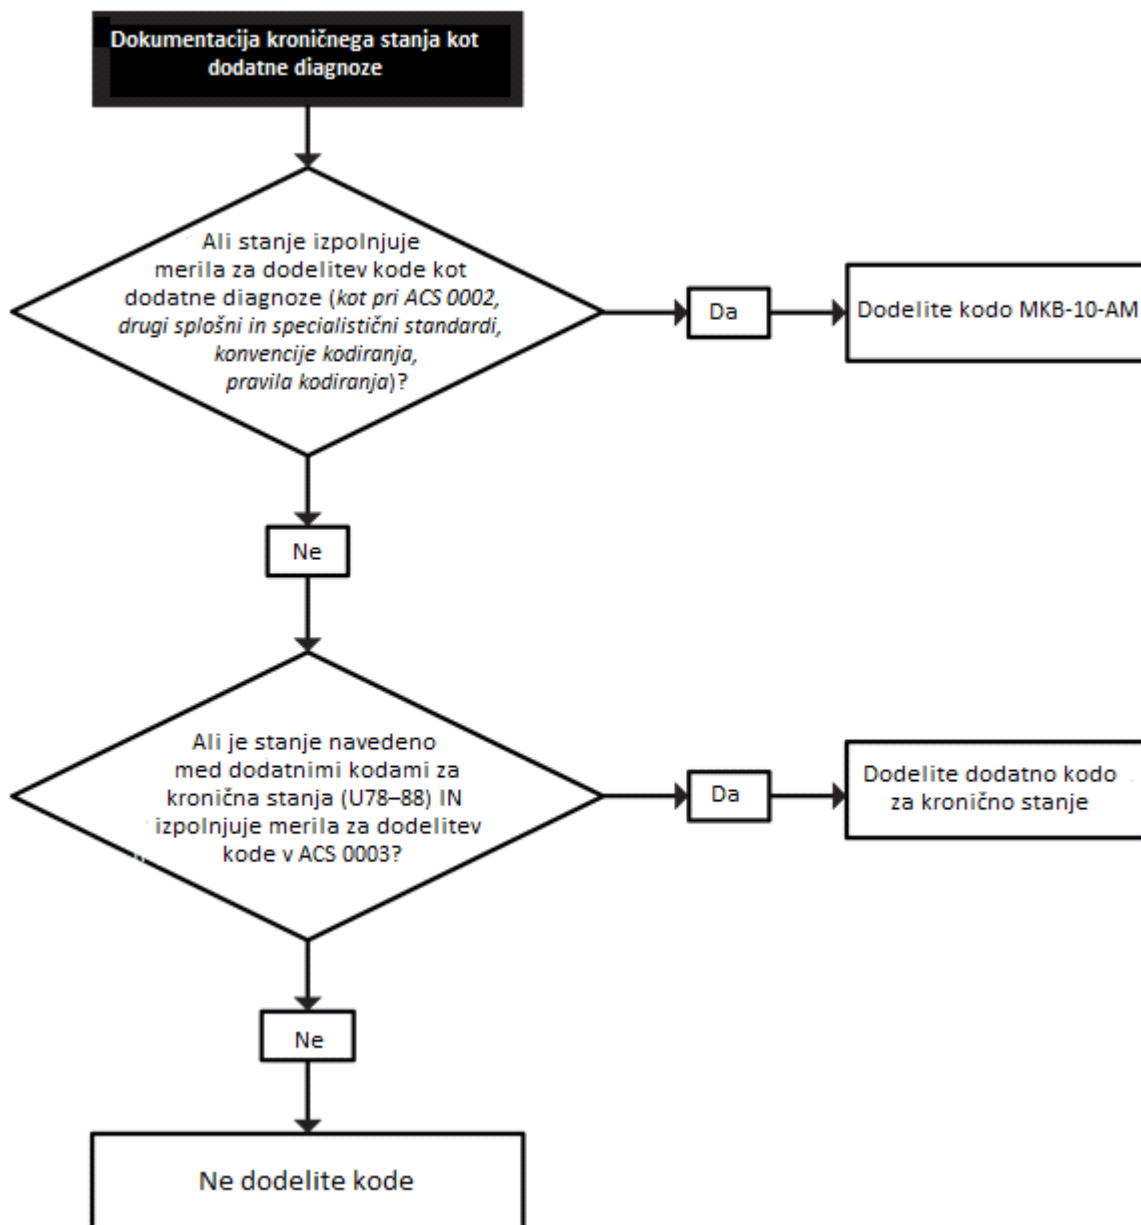 Dokumentacija kroničnega stanja kot
dodatne diagnoze
Ali stanje izpolnjuje
merila za dodelitev kode kot
dodatne diagnoze (kot pri ACS 0002,
drugi splošni in specialistični standardi,
konvencije kodiranja,
pravila kodiranja)?
Da
Dodelite kodo MKB-10-AM
Ne
Ali je stanje navedeno
med dodatnimi kodami za
kronična stanja (U78–88) IN
izpolnjuje merila za dodelitev
kode v ACS 0003?
Da
Dodelite dodatno kodo
za kronično stanje
Ne
Ne dodelite kode